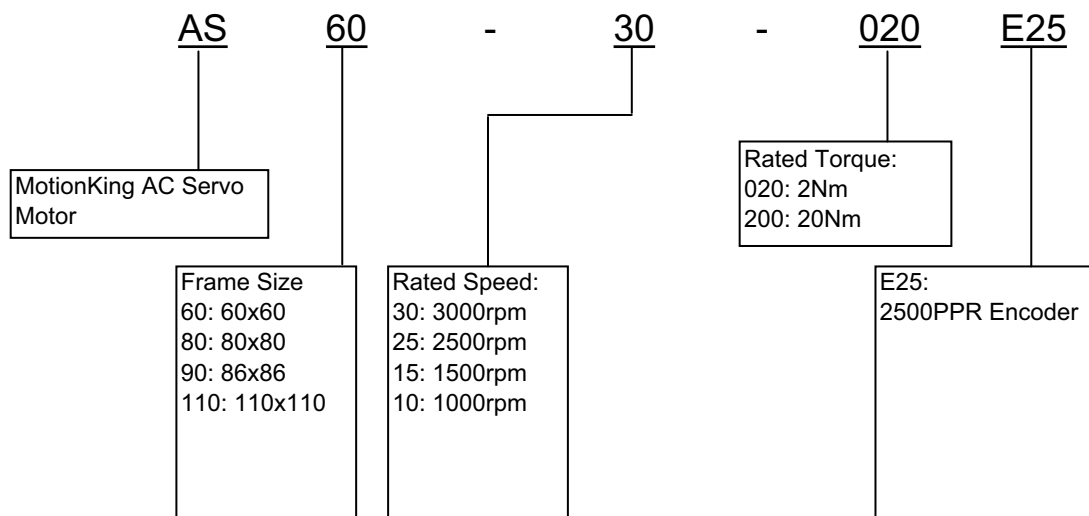 AS 60 - 30 - 020 E25
MotionKing AC Servo
Motor
Frame Size
60: 60x60
80: 80x80
90: 86x86
110: 110x110
Rated Speed:
30: 3000rpm
25: 2500rpm
15: 1500rpm
10: 1000rpm
Rated Torque:
020: 2Nm
200: 20Nm
E25:
2500PPR Encoder